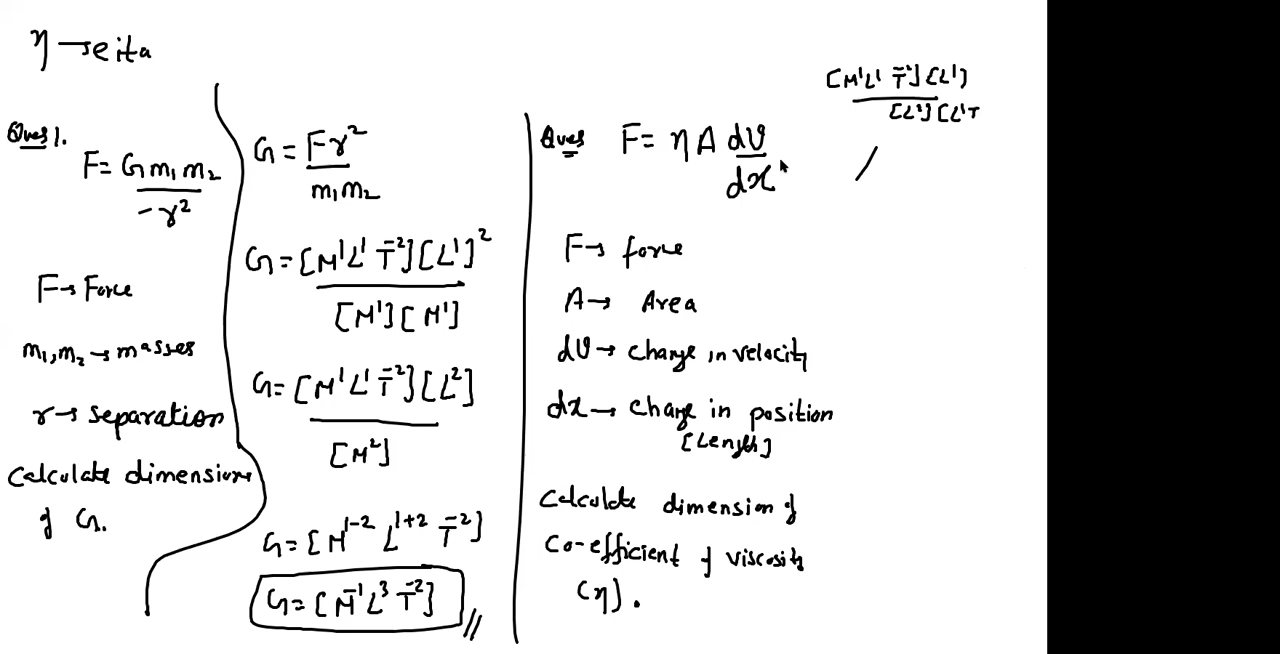 η → eita
Ques 1.
F = G m₁ m₂
- r²
F → Force
m₁, m₂ → masses
r → separation
Calculate dimensions
of G.
G = F r²
m₁ m₂
G = [M¹ L¹ T⁻²] [L¹]²
[M¹] [M¹]
G = [M¹ L¹ T⁻²] [L²]
[M²]
G = [M¹⁻² L¹⁺² T⁻²]
G = [M⁻¹ L³ T⁻²] //
Ques F = η A dv
dx
F → force
A → Area
dv → change in velocity
dx → change in position
[Length]
Calculate dimension of
Co-efficient of viscosity
(η).
[M¹ L¹ T⁻²] [L¹]
[L²] [L¹ T
/